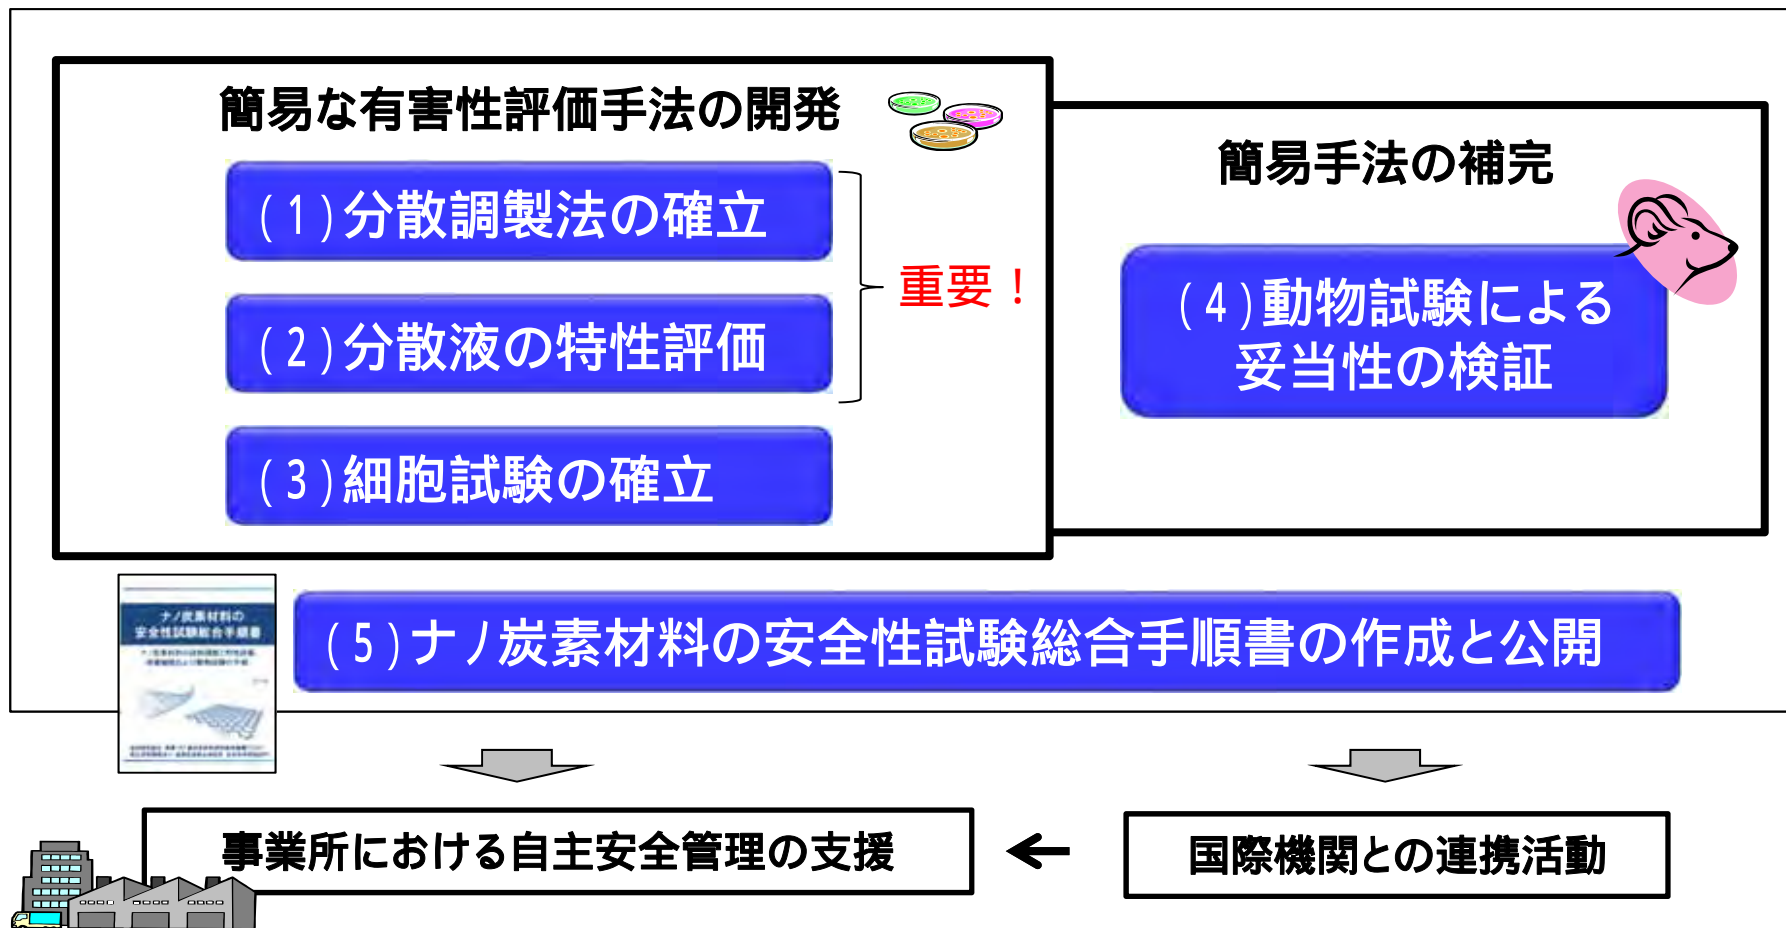 簡易な有害性評価手法の開発
(1)分散調製法の確立
(2)分散液の特性評価
(3)細胞試験の確立
重要！
簡易手法の補完
(4)動物試験による
妥当性の検証
ナノ炭素材料の
安全性試験総合手順書
(5)ナノ炭素材料の安全性試験総合手順書の作成と公開
事業所における自主安全管理の支援
国際機関との連携活動